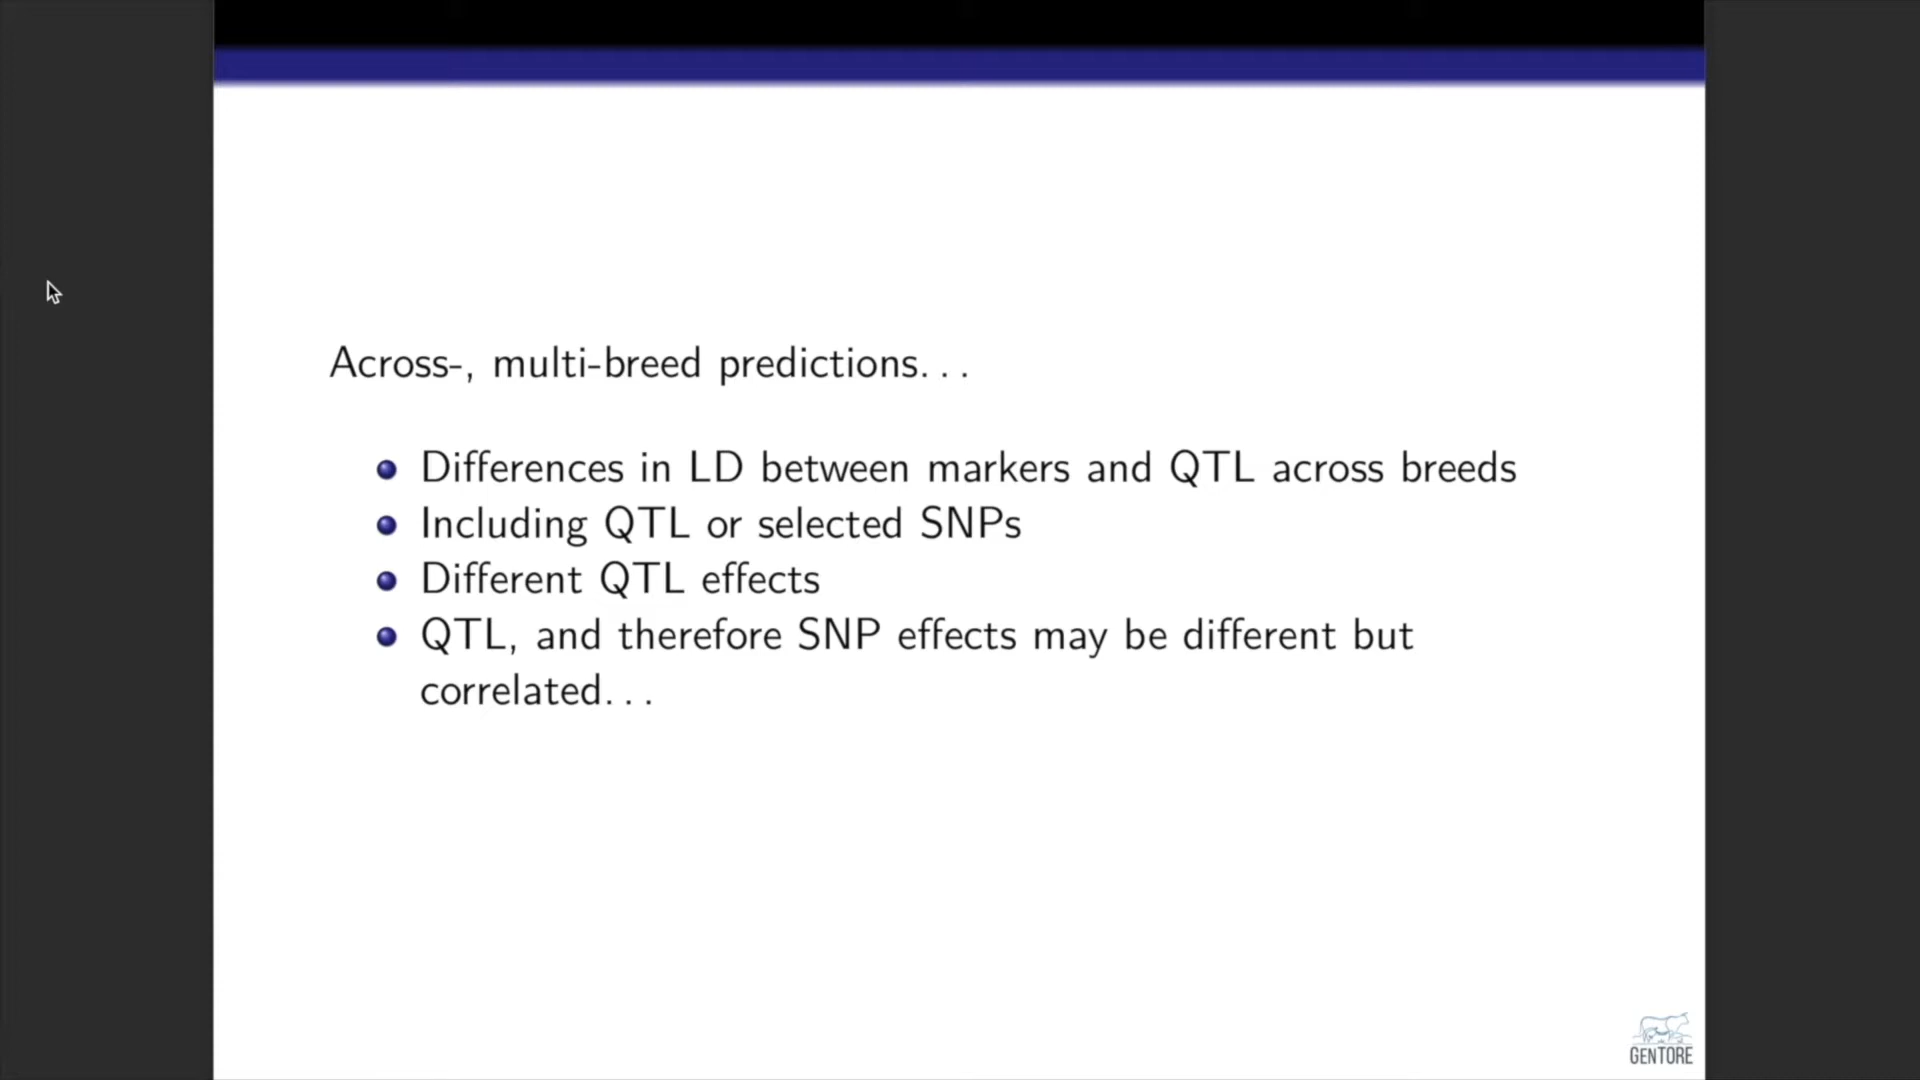 Across-, multi-breed predictions. . .
Differences in LD between markers and QTL across breeds
Including QTL or selected SNPs
Different QTL effects
QTL, and therefore SNP effects may be different but
correlated. . .
GENTORE